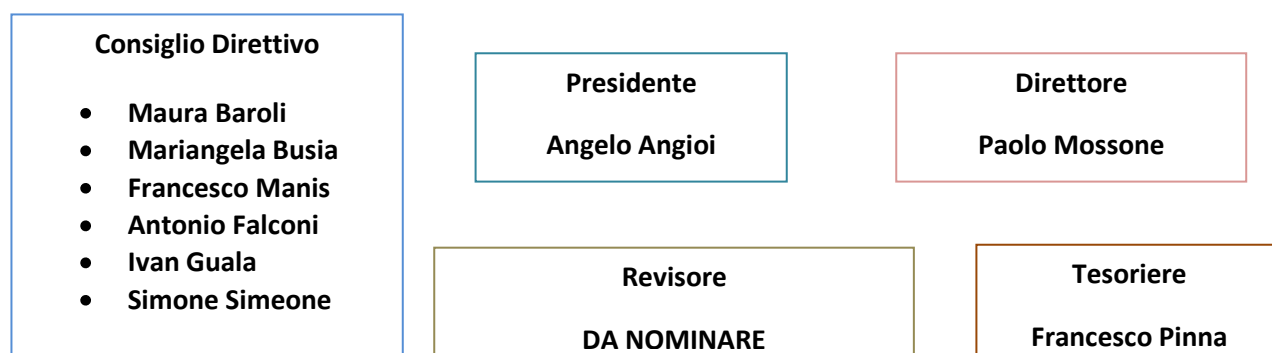 Consiglio Direttivo
• Maura Baroli
• Mariangela Busia
• Francesco Manis
• Antonio Falconi
• Ivan Guala
• Simone Simeone
Presidente
Angelo Angioi
Direttore
Paolo Mossone
Revisore
DA NOMINARE
Tesoriere
Francesco Pinna